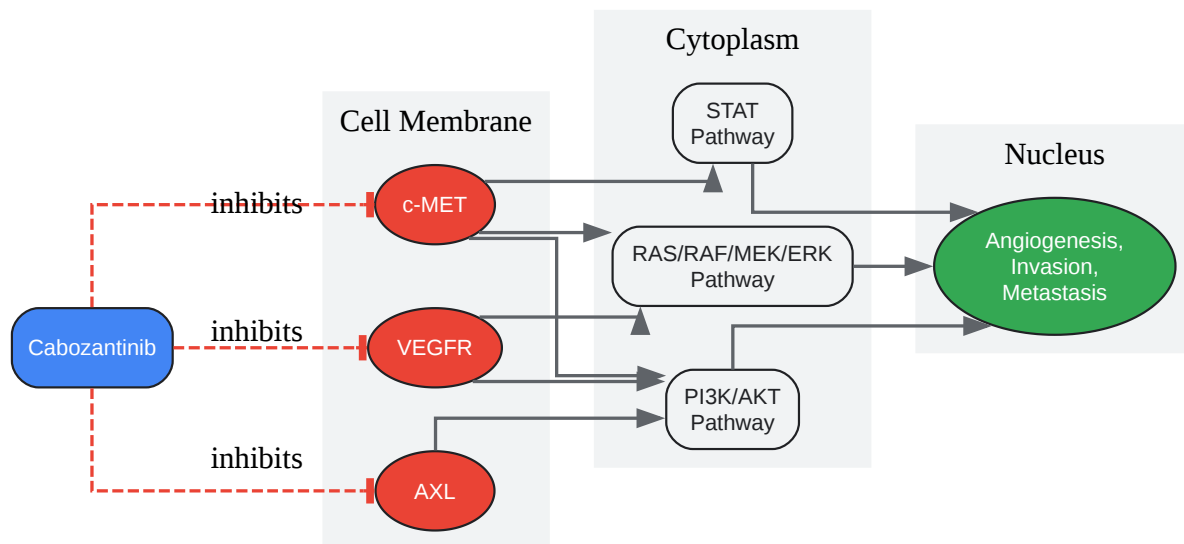 Cytoplasm
Cell Membrane
Nucleus
STAT
Pathway
inhibits
c-MET
RAS/RAF/MEK/ERK
Pathway
Angiogenesis,
Invasion,
Metastasis
Cabozantinib
inhibits
VEGFR
PI3K/AKT
Pathway
inhibits
AXL